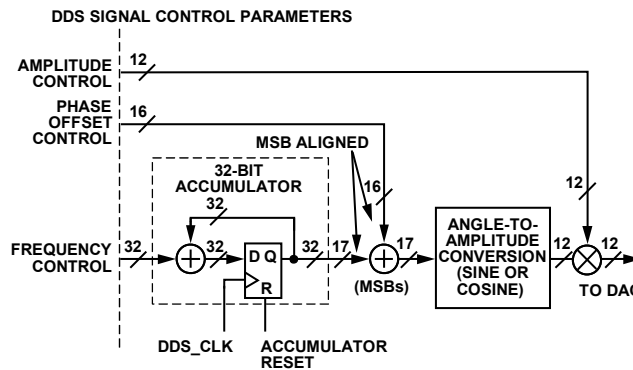 DDS SIGNAL CONTROL PARAMETERS
AMPLITUDE
CONTROL
12
PHASE
OFFSET
CONTROL
16
MSB ALIGNED
32-BIT
ACCUMULATOR
16
12
32
FREQUENCY
CONTROL
32
32
D Q
R
32
17
(MSBs)
17
ANGLE-TO-
AMPLITUDE
CONVERSION
(SINE OR
COSINE)
12
12
TO DAC
DDS_CLK
ACCUMULATOR
RESET